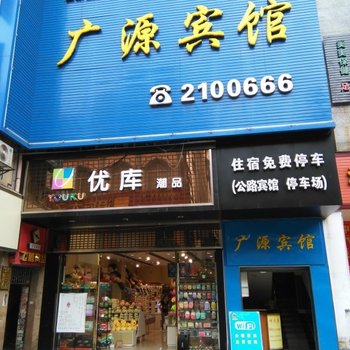 广源宾馆
☎2100666
优库 潮品
YOUKU
住宿免费停车
(公路宾馆 停车场)
广源宾馆
WiFi